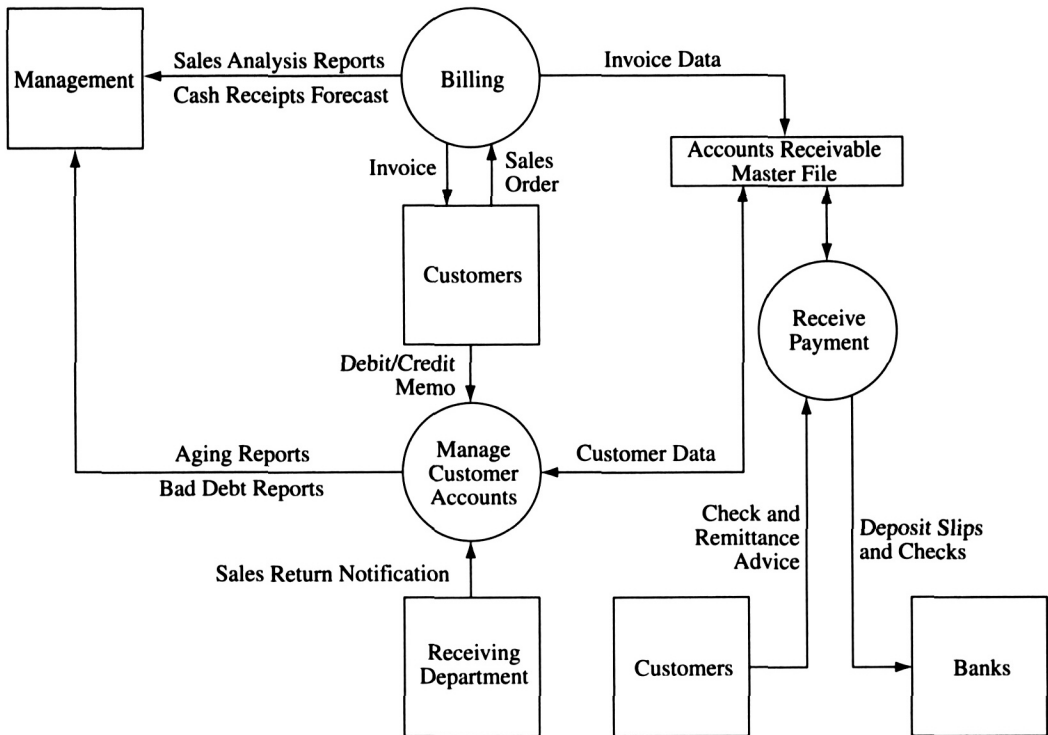 Management
Sales Analysis Reports
Cash Receipts Forecast
Billing
Invoice Data
Accounts Receivable
Master File
Invoice
Sales
Order
Customers
Receive
Payment
Debit/Credit
Memo
Manage
Customer
Accounts
Customer Data
Aging Reports
Bad Debt Reports
Check and
Remittance
Advice
Deposit Slips
and Checks
Sales Return Notification
Receiving
Department
Customers
Banks